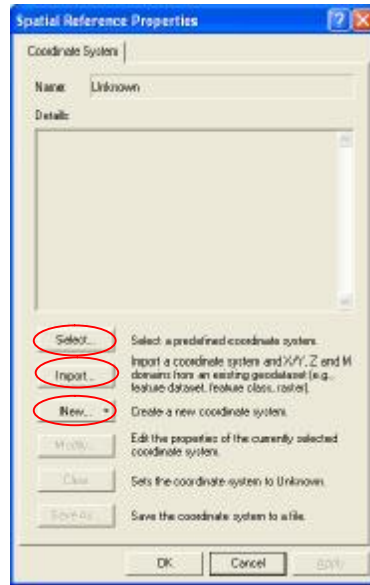 Spatial Reference Properties
Coordinate System
Name: Unknown
Details:
Select... Select a predefined coordinate system.
Import... Import a coordinate system and X/Y, Z and M
domains from an existing geodataset (e.g.,
feature dataset, feature class, raster).
New... Create a new coordinate system.
Modify... Edit the properties of the currently selected
coordinate system.
Clear Sets the coordinate system to Unknown.
Save As... Save the coordinate system to a file.
OK Cancel Apply